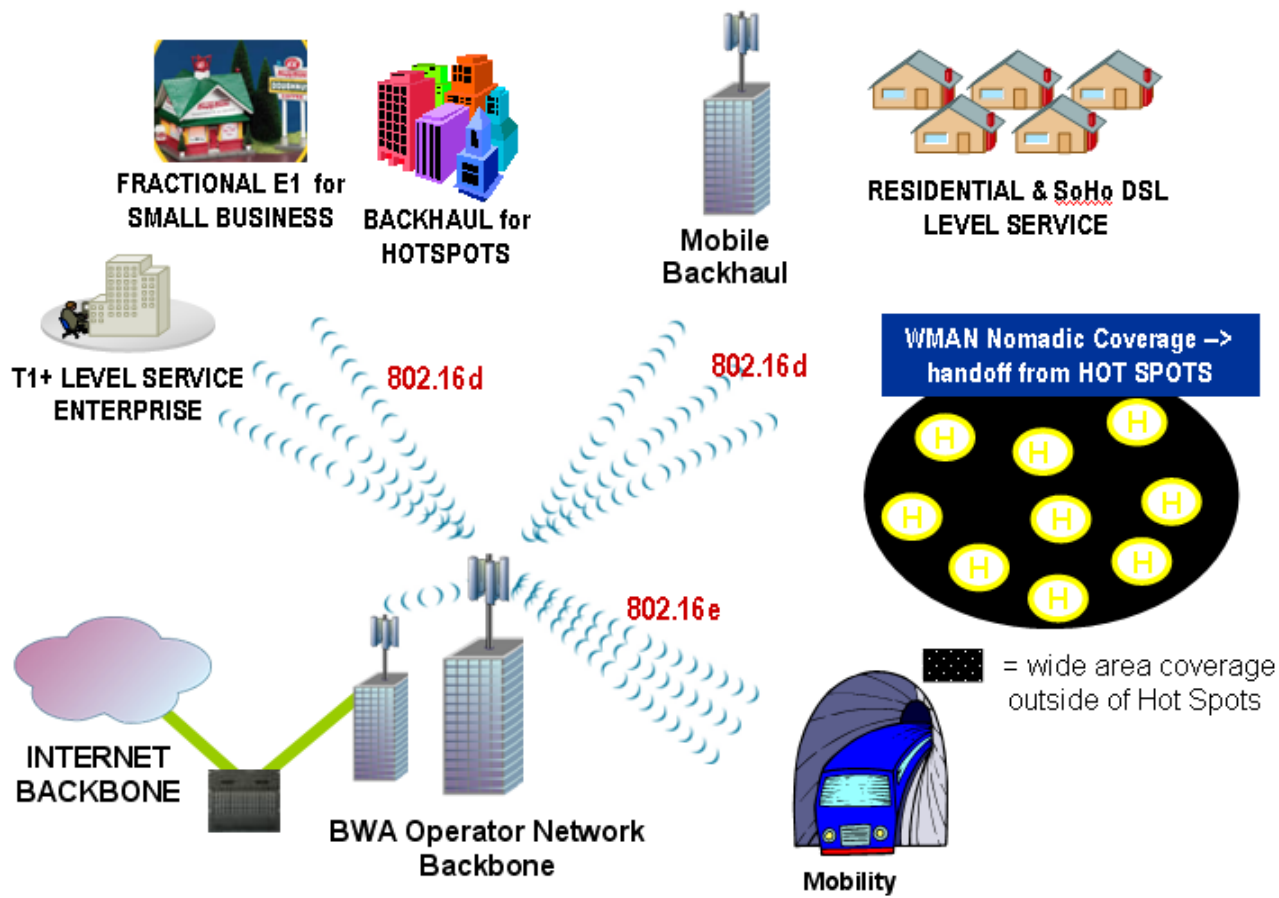 DOUGHNUT
FRACTIONAL E1 for
SMALL BUSINESS
BACKHAUL for
HOTSPOTS
Mobile
Backhaul
RESIDENTIAL & SoHo DSL
LEVEL SERVICE
T1+ LEVEL SERVICE
ENTERPRISE
802.16d
802.16d
WMAN Nomadic Coverage –>
handoff from HOT SPOTS
H
H
H
H
H
H
H
H
H
802.16e
= wide area coverage
outside of Hot Spots
INTERNET
BACKBONE
BWA Operator Network
Backbone
Mobility